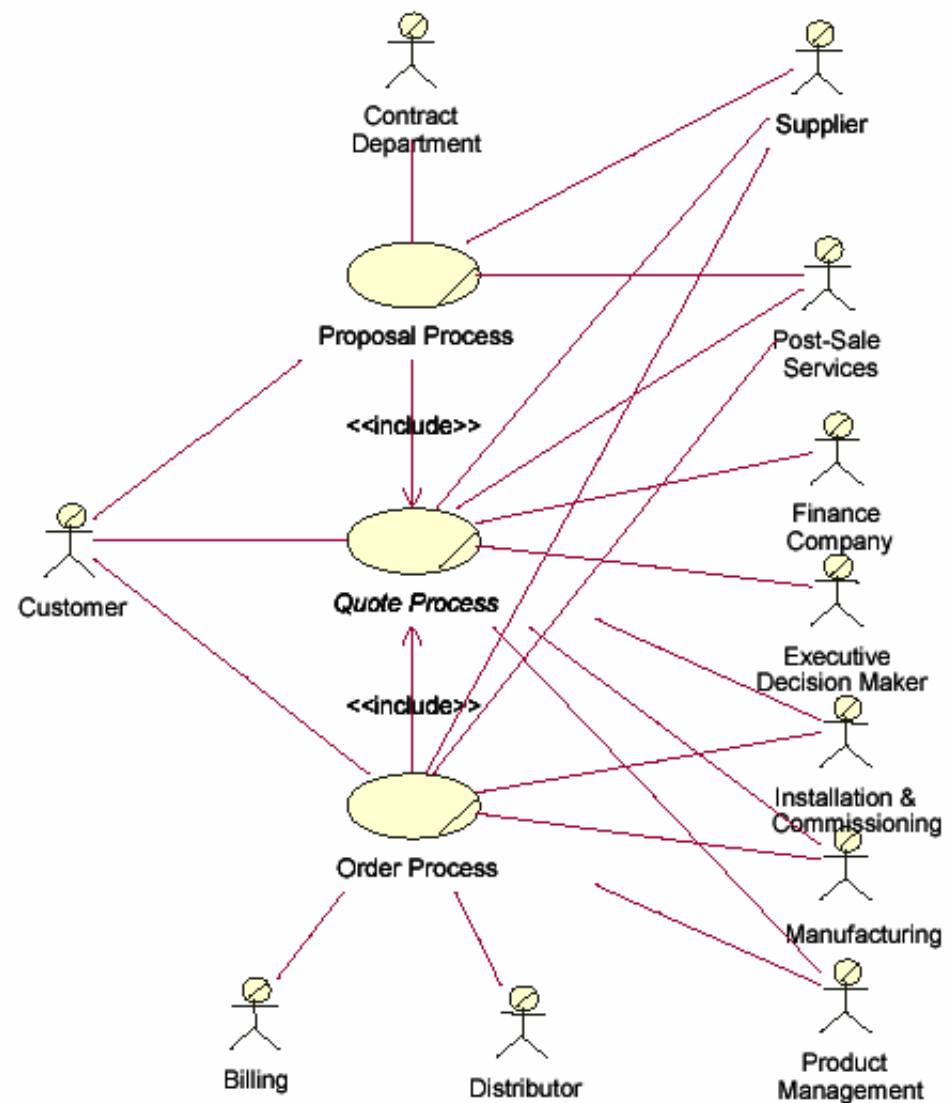 Contract
Department
Supplier
Proposal Process
Post-Sale
Services
<<include>>
Finance
Company
Customer
Quote Process
Executive
Decision Maker
<<include>>
Installation &
Commissioning
Order Process
Manufacturing
Billing
Distributor
Product
Management